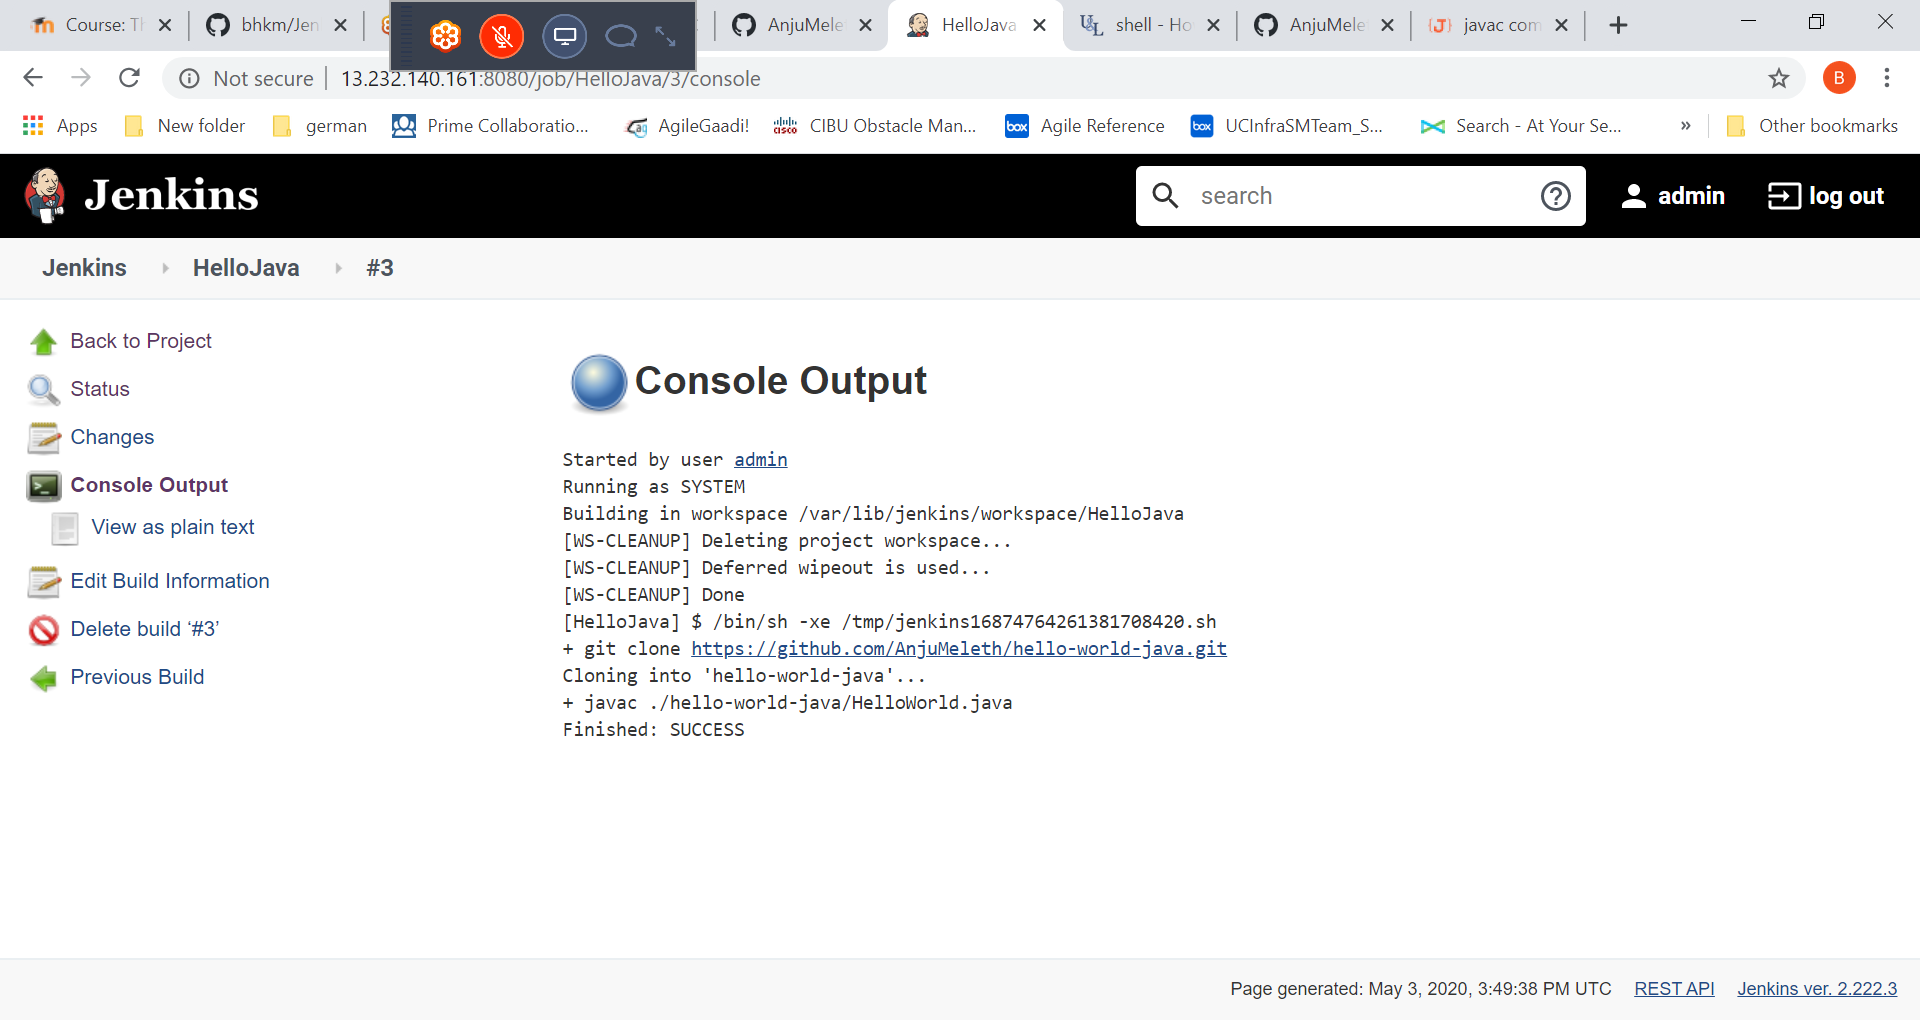 Course: Th
bhkm/Jen
AnjuMele
HelloJava
shell - Ho
AnjuMele
javac com
Not secure
13.232.140.161:8080/job/HelloJava/3/console
B
Apps
New folder
german
Prime Collaboratio...
AgileGaadi!
CIBU Obstacle Man...
Agile Reference
UCInfraSMTeam_S...
Search - At Your Se...
»
Other bookmarks
Jenkins
search
admin
log out
Jenkins
HelloJava
#3
Back to Project
Status
Changes
Console Output
View as plain text
Edit Build Information
Delete build ‘#3’
Previous Build
Console Output
Started by user admin
Running as SYSTEM
Building in workspace /var/lib/jenkins/workspace/HelloJava
[WS-CLEANUP] Deleting project workspace...
[WS-CLEANUP] Deferred wipeout is used...
[WS-CLEANUP] Done
[HelloJava] $ /bin/sh -xe /tmp/jenkins16874764261381708420.sh
+ git clone https://github.com/AnjuMeleth/hello-world-java.git
Cloning into 'hello-world-java'...
+ javac ./hello-world-java/HelloWorld.java
Finished: SUCCESS
Page generated: May 3, 2020, 3:49:38 PM UTC
REST API
Jenkins ver. 2.222.3